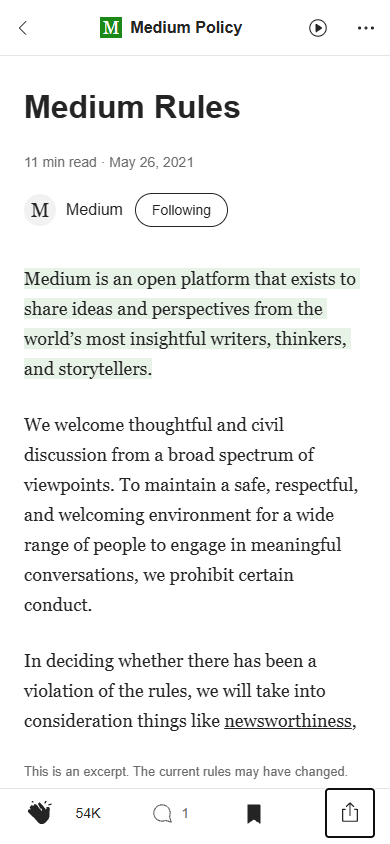 M Medium Policy
Medium Rules
11 min read · May 26, 2021
M Medium Following
Medium is an open platform that exists to
share ideas and perspectives from the
world’s most insightful writers, thinkers,
and storytellers.
We welcome thoughtful and civil
discussion from a broad spectrum of
viewpoints. To maintain a safe, respectful,
and welcoming environment for a wide
range of people to engage in meaningful
conversations, we prohibit certain
conduct.
In deciding whether there has been a
violation of the rules, we will take into
consideration things like newsworthiness,
This is an excerpt. The current rules may have changed.
54K 1